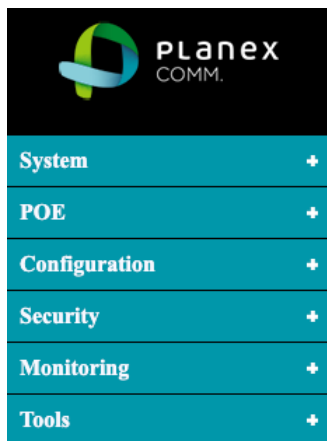 PLaNeX
COMM.
System +
POE +
Configuration +
Security +
Monitoring +
Tools +